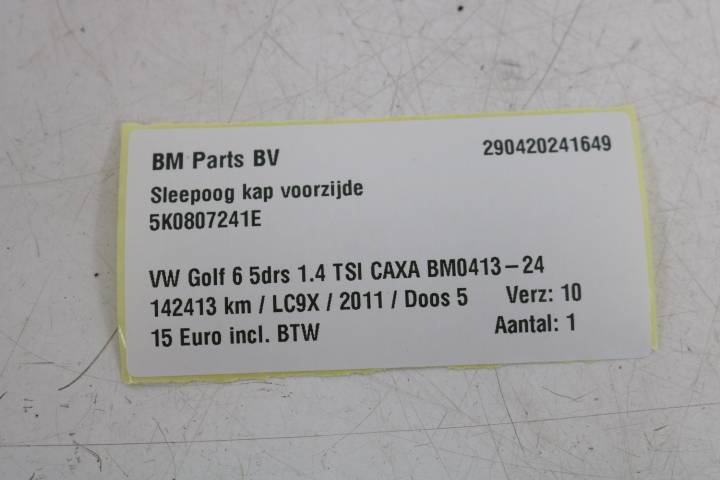 BM Parts BV 290420241649
Sleepoog kap voorzijde
5K0807241E
VW Golf 6 5drs 1.4 TSI CAXA BM0413-24
142413 km / LC9X / 2011 / Doos 5 Verz: 10
15 Euro incl. BTW Aantal: 1